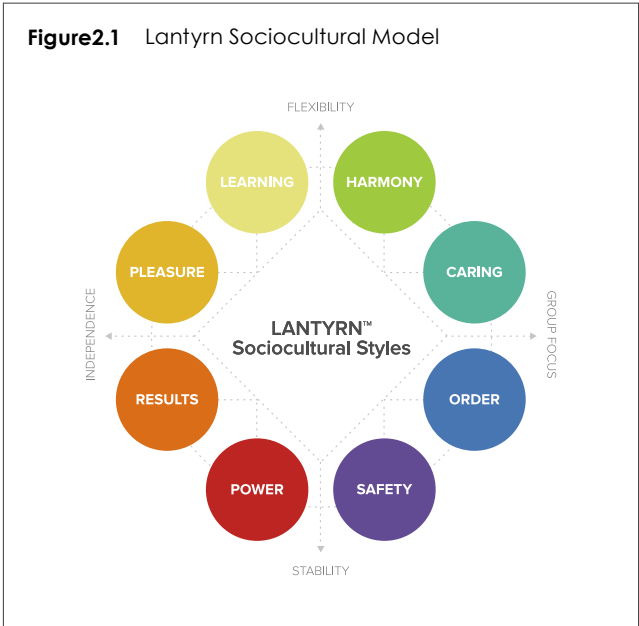 Figure2.1 Lantyrn Sociocultural Model
FLEXIBILITY
LEARNING
HARMONY
PLEASURE
CARING
INDEPENDENCE
LANTYRN™
Sociocultural Styles
GROUP FOCUS
RESULTS
ORDER
POWER
SAFETY
STABILITY